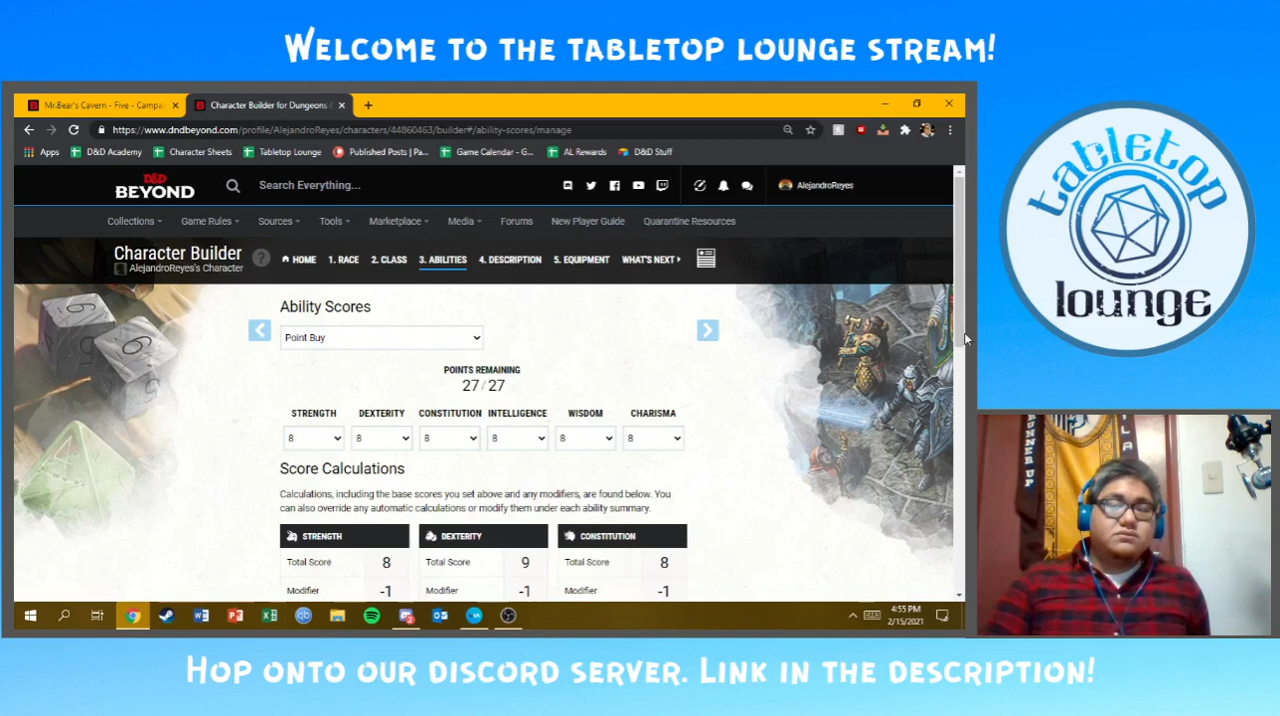 WELCOME TO THE TABLETOP LOUNGE STREAM!
Mr.Bear's Cavern - Five - Campa
Character Builder for Dungeons &
https://www.dndbeyond.com/profile/AlejandroReyes/characters/44860463/builder#/ability-scores/manage
Apps D&D Academy Character Sheets Tabletop Lounge Published Posts | Pa... Game Calendar - G... AL Rewards D&D Stuff
D&D BEYOND Search Everything... AlejandroReyes
Collections Game Rules Sources Tools Marketplace Media Forums New Player Guide Quarantine Resources
Character Builder ? HOME 1. RACE 2. CLASS 3. ABILITIES 4. DESCRIPTION 5. EQUIPMENT WHAT'S NEXT
AlejandroReyes's Character
Ability Scores
Point Buy
POINTS REMAINING
27 / 27
STRENGTH DEXTERITY CONSTITUTION INTELLIGENCE WISDOM CHARISMA
8 8 8 8 8 8
Score Calculations
Calculations, including the base scores you set above and any modifiers, are found below. You
can also override any automatic calculations or modify them under each ability summary.
STRENGTH DEXTERITY CONSTITUTION
Total Score 8 Total Score 9 Total Score 8
Modifier -1 Modifier -1 Modifier -1
4:55 PM
2/15/2021
tabletop
lounge
RUNNER UP
HOP ONTO OUR DISCORD SERVER. LINK IN THE DESCRIPTION!